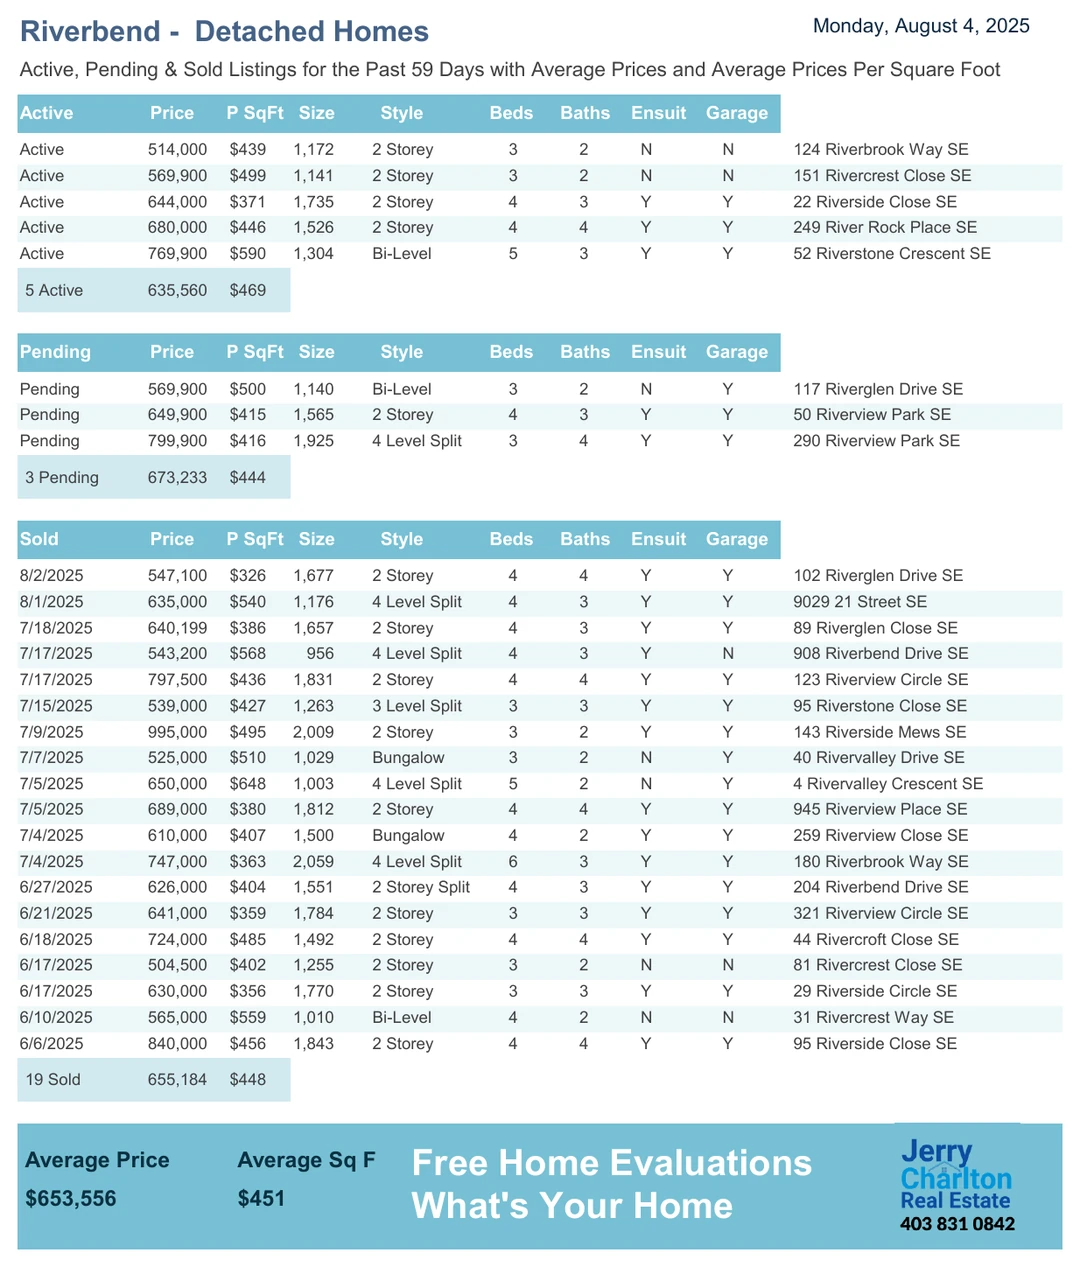 Riverbend - Detached Homes
Monday, August 4, 2025
Active, Pending & Sold Listings for the Past 59 Days with Average Prices and Average Prices Per Square Foot
Active Price P SqFt Size Style Beds Baths Ensuit Garage
Active 514,000 $439 1,172 2 Storey 3 2 N N 124 Riverbrook Way SE
Active 569,900 $499 1,141 2 Storey 3 2 N N 151 Rivercrest Close SE
Active 644,000 $371 1,735 2 Storey 4 3 Y Y 22 Riverside Close SE
Active 680,000 $446 1,526 2 Storey 4 4 Y Y 249 River Rock Place SE
Active 769,900 $590 1,304 Bi-Level 5 3 Y Y 52 Riverstone Crescent SE
5 Active 635,560 $469
Pending Price P SqFt Size Style Beds Baths Ensuit Garage
Pending 569,900 $500 1,140 Bi-Level 3 2 N Y 117 Riverglen Drive SE
Pending 649,900 $415 1,565 2 Storey 4 3 Y Y 50 Riverview Park SE
Pending 799,900 $416 1,925 4 Level Split 3 4 Y Y 290 Riverview Park SE
3 Pending 673,233 $444
Sold Price P SqFt Size Style Beds Baths Ensuit Garage
8/2/2025 547,100 $326 1,677 2 Storey 4 4 Y Y 102 Riverglen Drive SE
8/1/2025 635,000 $540 1,176 4 Level Split 4 3 Y Y 9029 21 Street SE
7/18/2025 640,199 $386 1,657 2 Storey 4 3 Y Y 89 Riverglen Close SE
7/17/2025 543,200 $568 956 4 Level Split 4 3 Y N 908 Riverbend Drive SE
7/17/2025 797,500 $436 1,831 2 Storey 4 4 Y Y 123 Riverview Circle SE
7/15/2025 539,000 $427 1,263 3 Level Split 3 3 Y Y 95 Riverstone Close SE
7/9/2025 995,000 $495 2,009 2 Storey 3 2 Y Y 143 Riverside Mews SE
7/7/2025 525,000 $510 1,029 Bungalow 3 2 N Y 40 Rivervalley Drive SE
7/5/2025 650,000 $648 1,003 4 Level Split 5 2 N Y 4 Rivervalley Crescent SE
7/5/2025 689,000 $380 1,812 2 Storey 4 4 Y Y 945 Riverview Place SE
7/4/2025 610,000 $407 1,500 Bungalow 4 2 Y Y 259 Riverview Close SE
7/4/2025 747,000 $363 2,059 4 Level Split 6 3 Y Y 180 Riverbrook Way SE
6/27/2025 626,000 $404 1,551 2 Storey Split 4 3 Y Y 204 Riverbend Drive SE
6/21/2025 641,000 $359 1,784 2 Storey 3 3 Y Y 321 Riverview Circle SE
6/18/2025 724,000 $485 1,492 2 Storey 4 4 Y Y 44 Rivercroft Close SE
6/17/2025 504,500 $402 1,255 2 Storey 3 2 N N 81 Rivercrest Close SE
6/17/2025 630,000 $356 1,770 2 Storey 3 3 Y Y 29 Riverside Circle SE
6/10/2025 565,000 $559 1,010 Bi-Level 4 2 N N 31 Rivercrest Way SE
6/6/2025 840,000 $456 1,843 2 Storey 4 4 Y Y 95 Riverside Close SE
19 Sold 655,184 $448
Average Price Average Sq F
$653,556 $451
Free Home Evaluations
What's Your Home
Jerry
Charlton
Real Estate
403 831 0842